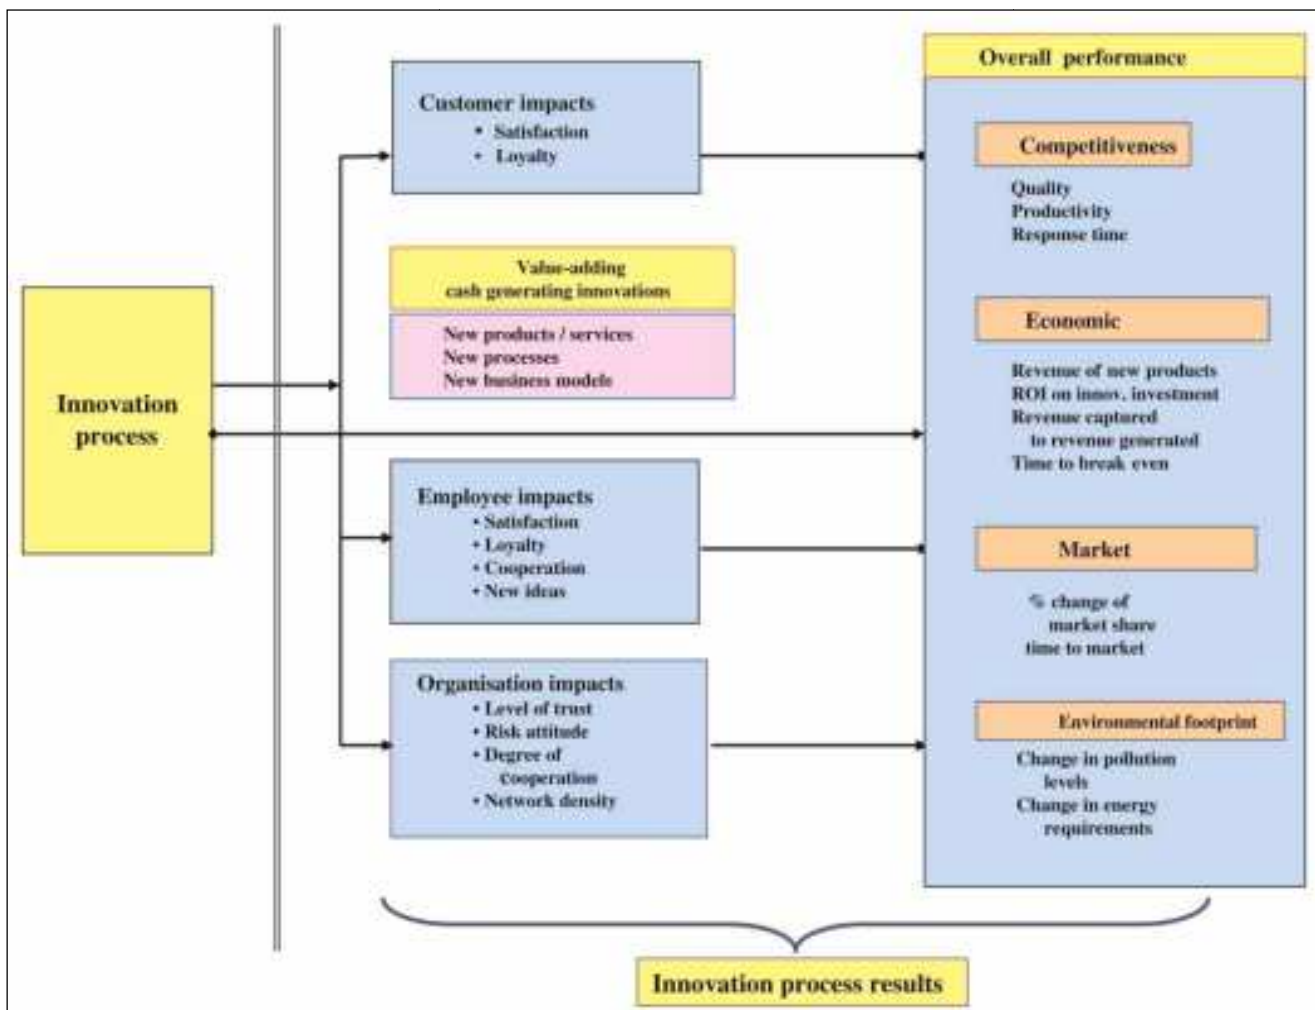 Innovation
process
Customer impacts
• Satisfaction
• Loyalty
Value-adding
cash generating innovations
New products / services
New processes
New business models
Employee impacts
• Satisfaction
• Loyalty
• Cooperation
• New ideas
Organisation impacts
• Level of trust
• Risk attitude
• Degree of
cooperation
• Network density
Overall performance
Competitiveness
Quality
Productivity
Response time
Economic
Revenue of new products
ROI on innov. investment
Revenue captured
to revenue generated
Time to break even
Market
% change of
market share
time to market
Environmental footprint
Change in pollution
levels
Change in energy
requirements
Innovation process results